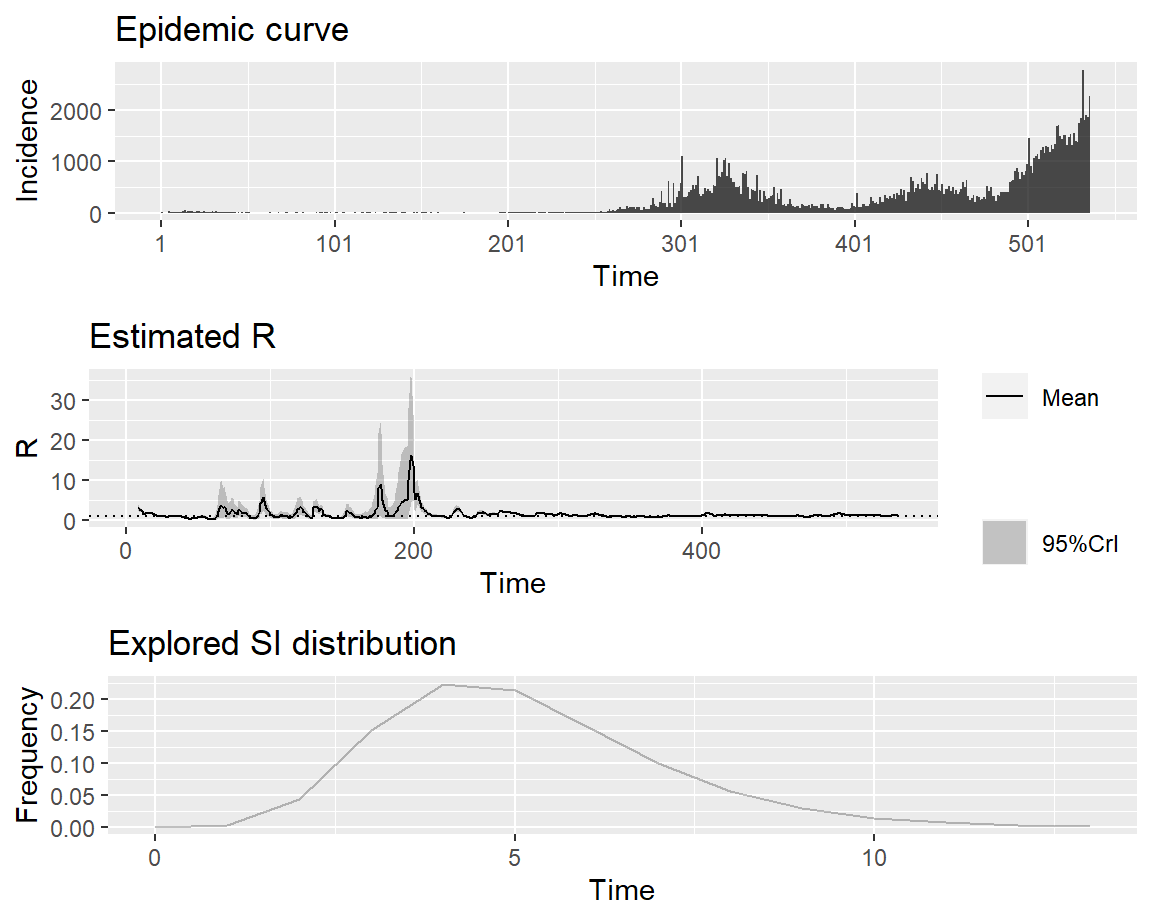 Epidemic curve
Incidence
2000
1000
0
1 101 201 301 401 501
Time
Estimated R
R
30
20
10
0
0 200 400
Time
Mean
95%CrI
Explored SI distribution
Frequency
0.20
0.15
0.10
0.05
0.00
0 5 10
Time